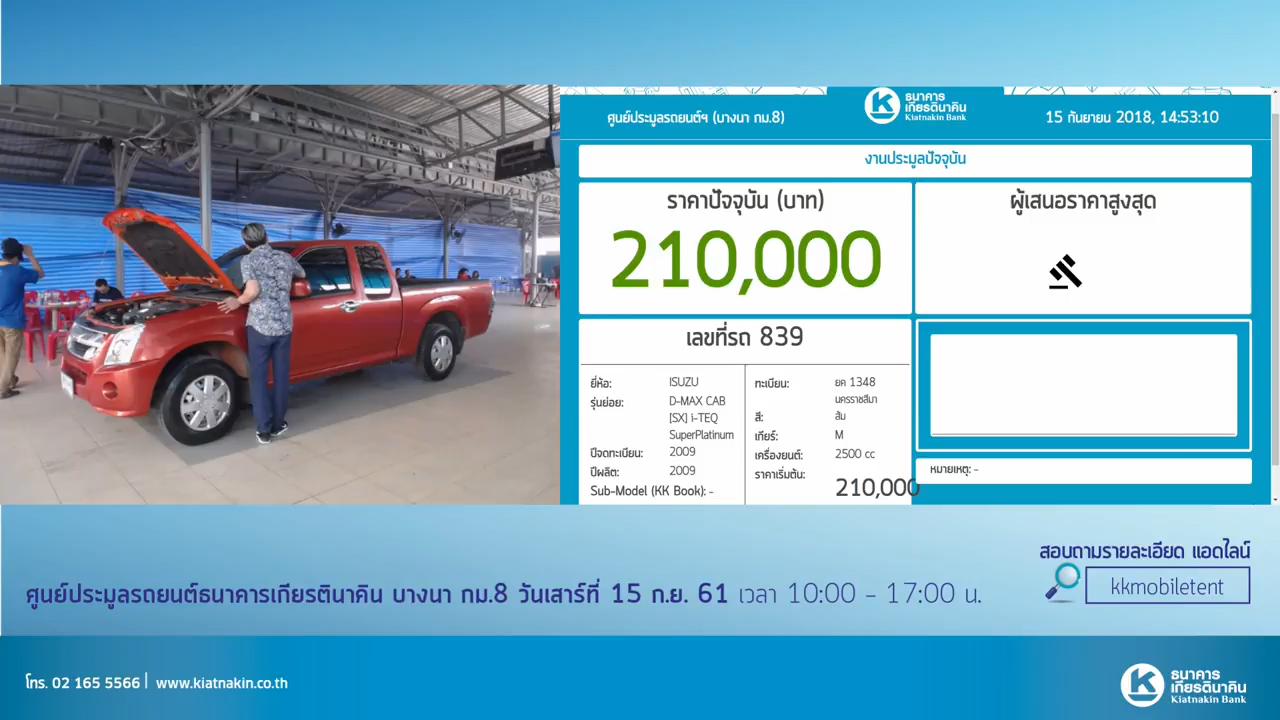 ศูนย์ประมูลรถยนต์ฯ (บางนา กม.8)
ธนาคาร
เกียรตินาคิน
Kiatnakin Bank
15 กันยายน 2018, 14:53:10
งานประมูลปัจจุบัน
ราคาปัจจุบัน (บาท)
210,000
ผู้เสนอราคาสูงสุด
เลขที่รถ 839
ยี่ห้อ: ISUZU
รุ่นย่อย: D-MAX CAB
[SX] i-TEQ
SuperPlatinum
ปีจดทะเบียน: 2009
ปีผลิต: 2009
Sub-Model (KK Book): -
ทะเบียน: ยค 1348
นครราชสีมา
สี: ส้ม
เกียร์: M
เครื่องยนต์: 2500 cc
ราคาเริ่มต้น: 210,000
หมายเหตุ: -
สอบถามรายละเอียด แอดไลน์
kkmobiletent
ศูนย์ประมูลรถยนต์ธนาคารเกียรตินาคิน บางนา กม.8 วันเสาร์ที่ 15 ก.ย. 61 เวลา 10:00 - 17:00 น.
โทร. 02 165 5566 | www.kiatnakin.co.th
ธนาคาร
เกียรตินาคิน
Kiatnakin Bank